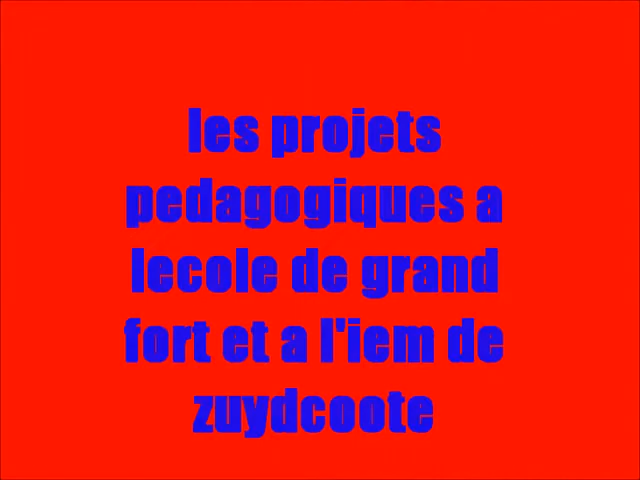 les projets
pedagogiques a
lecole de grand
fort et a l'iem de
zuydcoote